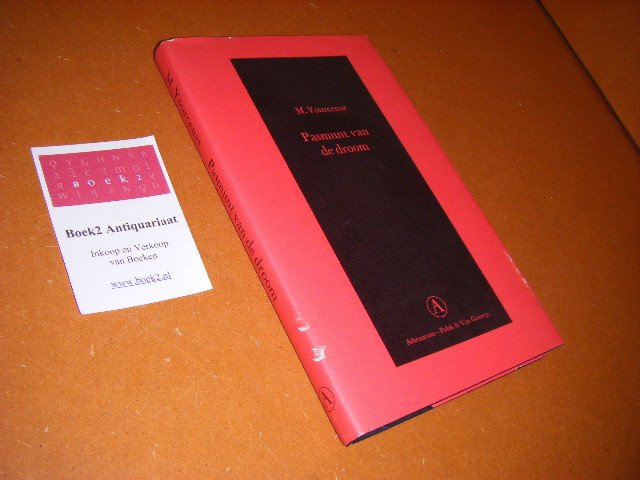 O V G H N S R
B O E K 2
Boek2 Antiquariaat
Inkoop en Verkoop
van Boeken
www.boek2.nl
M. Yourcenar Pasmunt van de droom
A
M. Yourcenar
Pasmunt van
de droom
A
Athenaeum—Polak & Van Gennep